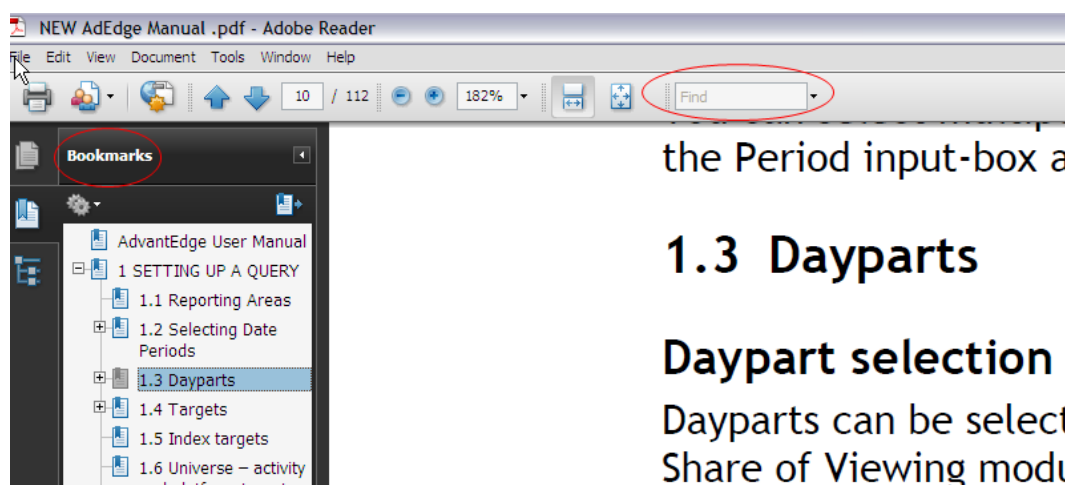 NEW AdEdge Manual .pdf - Adobe Reader
File Edit View Document Tools Window Help
10 / 112 182% Find
the Period input-box a
Bookmarks
AdvantEdge User Manual
1 SETTING UP A QUERY
1.1 Reporting Areas
1.2 Selecting Date
Periods
1.3 Dayparts
1.4 Targets
1.5 Index targets
1.6 Universe – activity
1.3 Dayparts
Daypart selection
Dayparts can be select
Share of Viewing modu